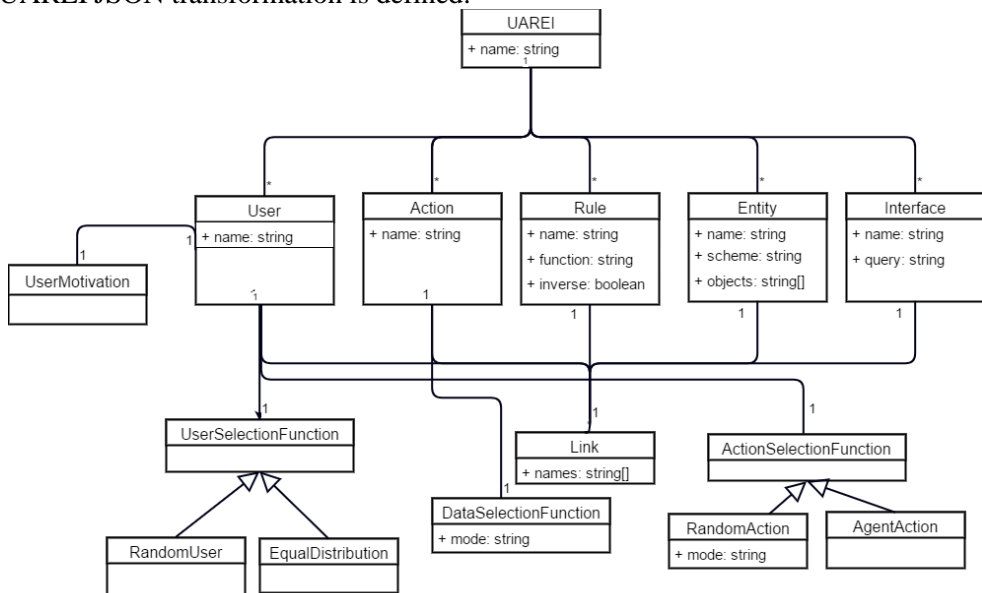 UAREI JSON transformation is defined:
UAREI
+ name: string
1
* * * * *
User Action Rule Entity Interface
+ name: string + name: string + name: string + name: string + name: string
+ function: string + scheme: string + query: string
+ inverse: boolean + objects: string[]
1
1
UserMotivation
1 1 1 1 1
1 1 1
UserSelectionFunction
Link
+ names: string[]
ActionSelectionFunction
1
DataSelectionFunction
+ mode: string
RandomUser EqualDistribution
RandomAction
+ mode: string
AgentAction